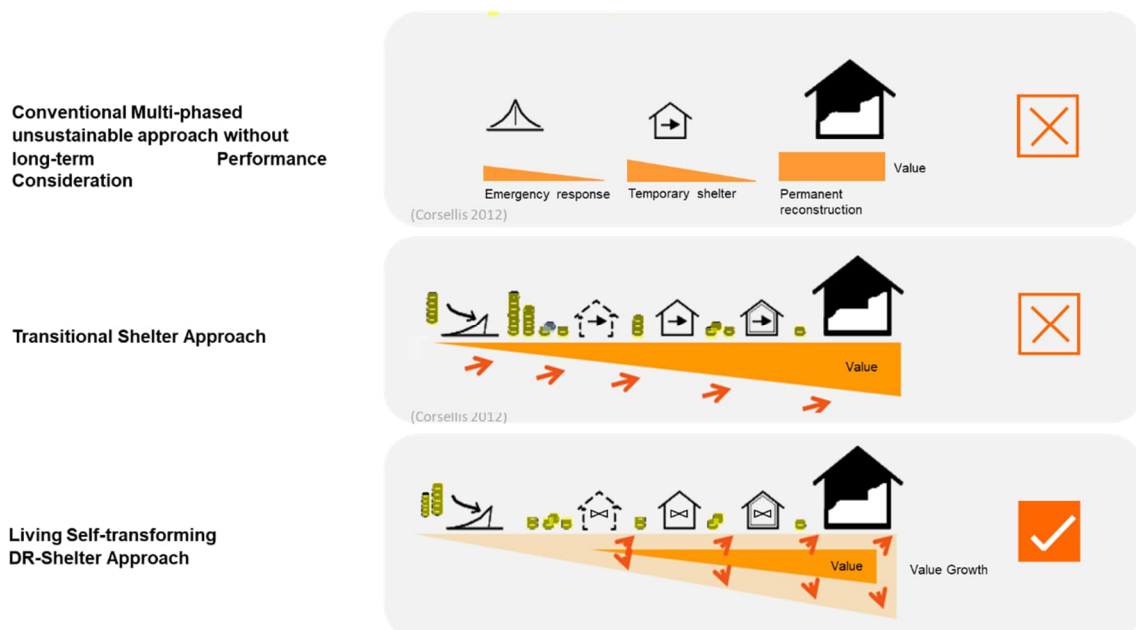 Conventional Multi-phased
unsustainable approach without
long-term Performance
Consideration
Value
Emergency response
Temporary shelter
Permanent
reconstruction
(Corsellis 2012)
Transitional Shelter Approach
Value
(Corsellis 2012)
Living Self-transforming
DR-Shelter Approach
Value
Value Growth